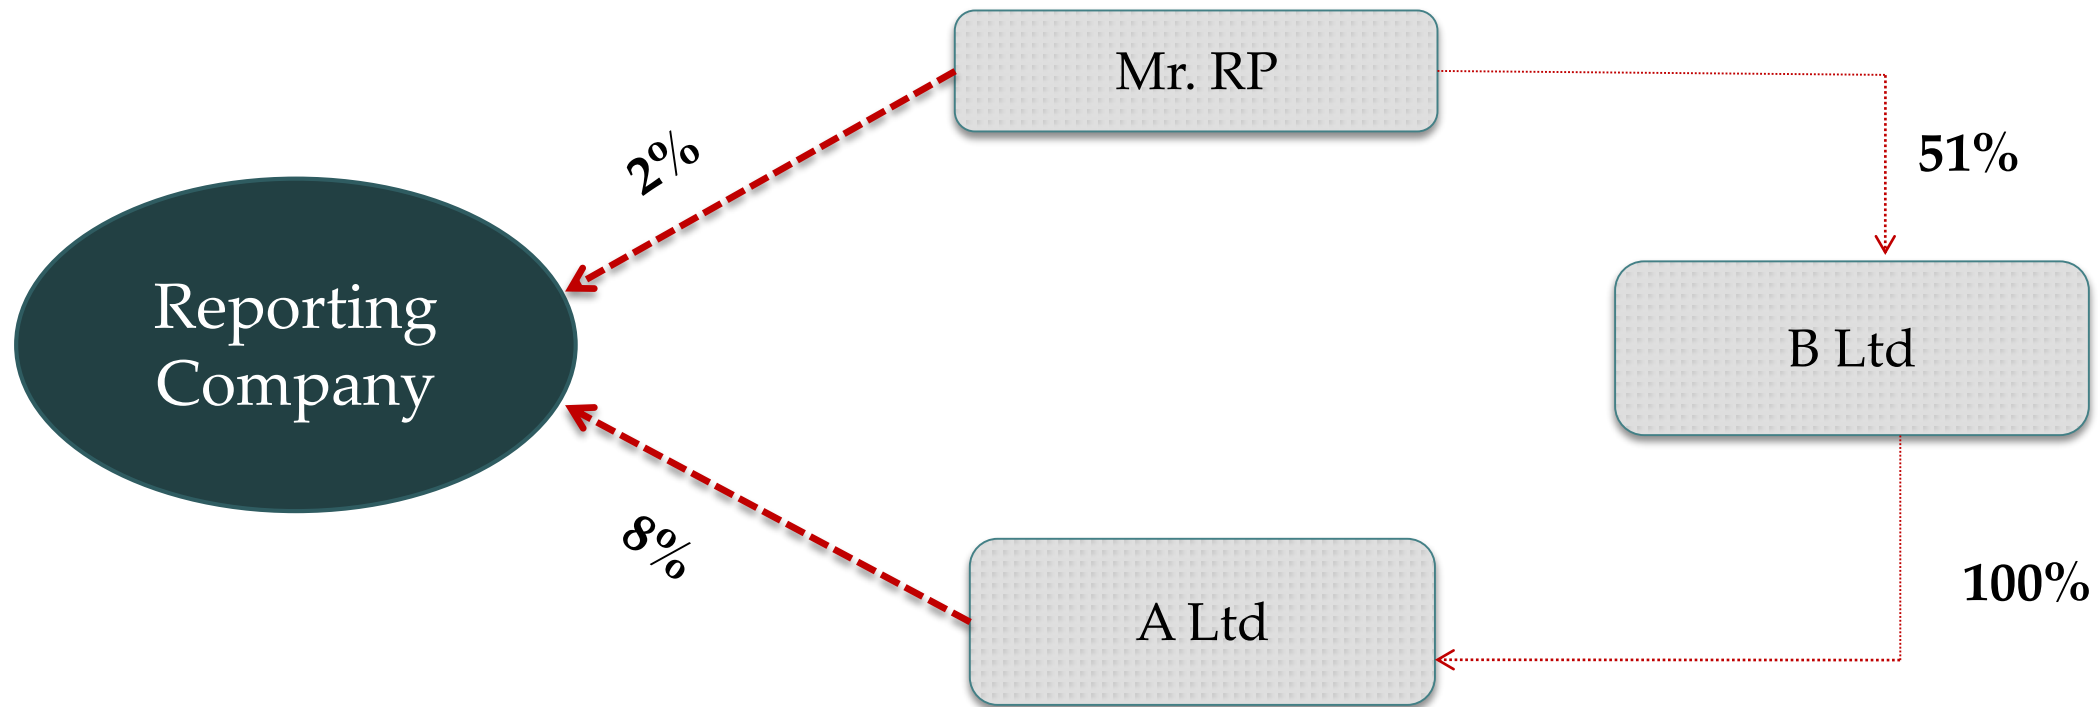 Mr. RP
2%
51%
Reporting
Company
B Ltd
8%
A Ltd
100%